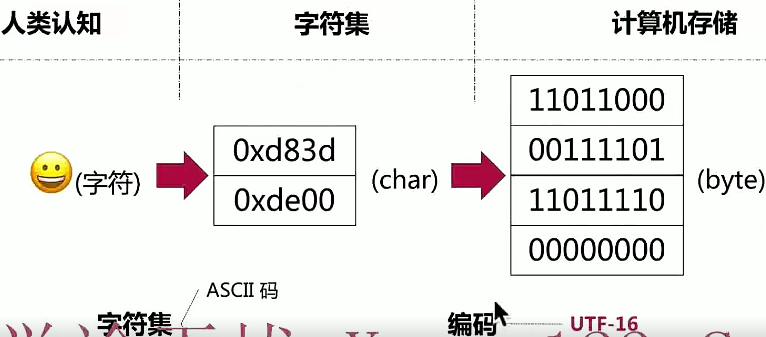 人类认知 字符集 计算机存储
11011000
0xd83d 00111101
(字符) (char) (byte)
0xde00 11011110
00000000
ASCII 码
字符集 编码 UTF-16